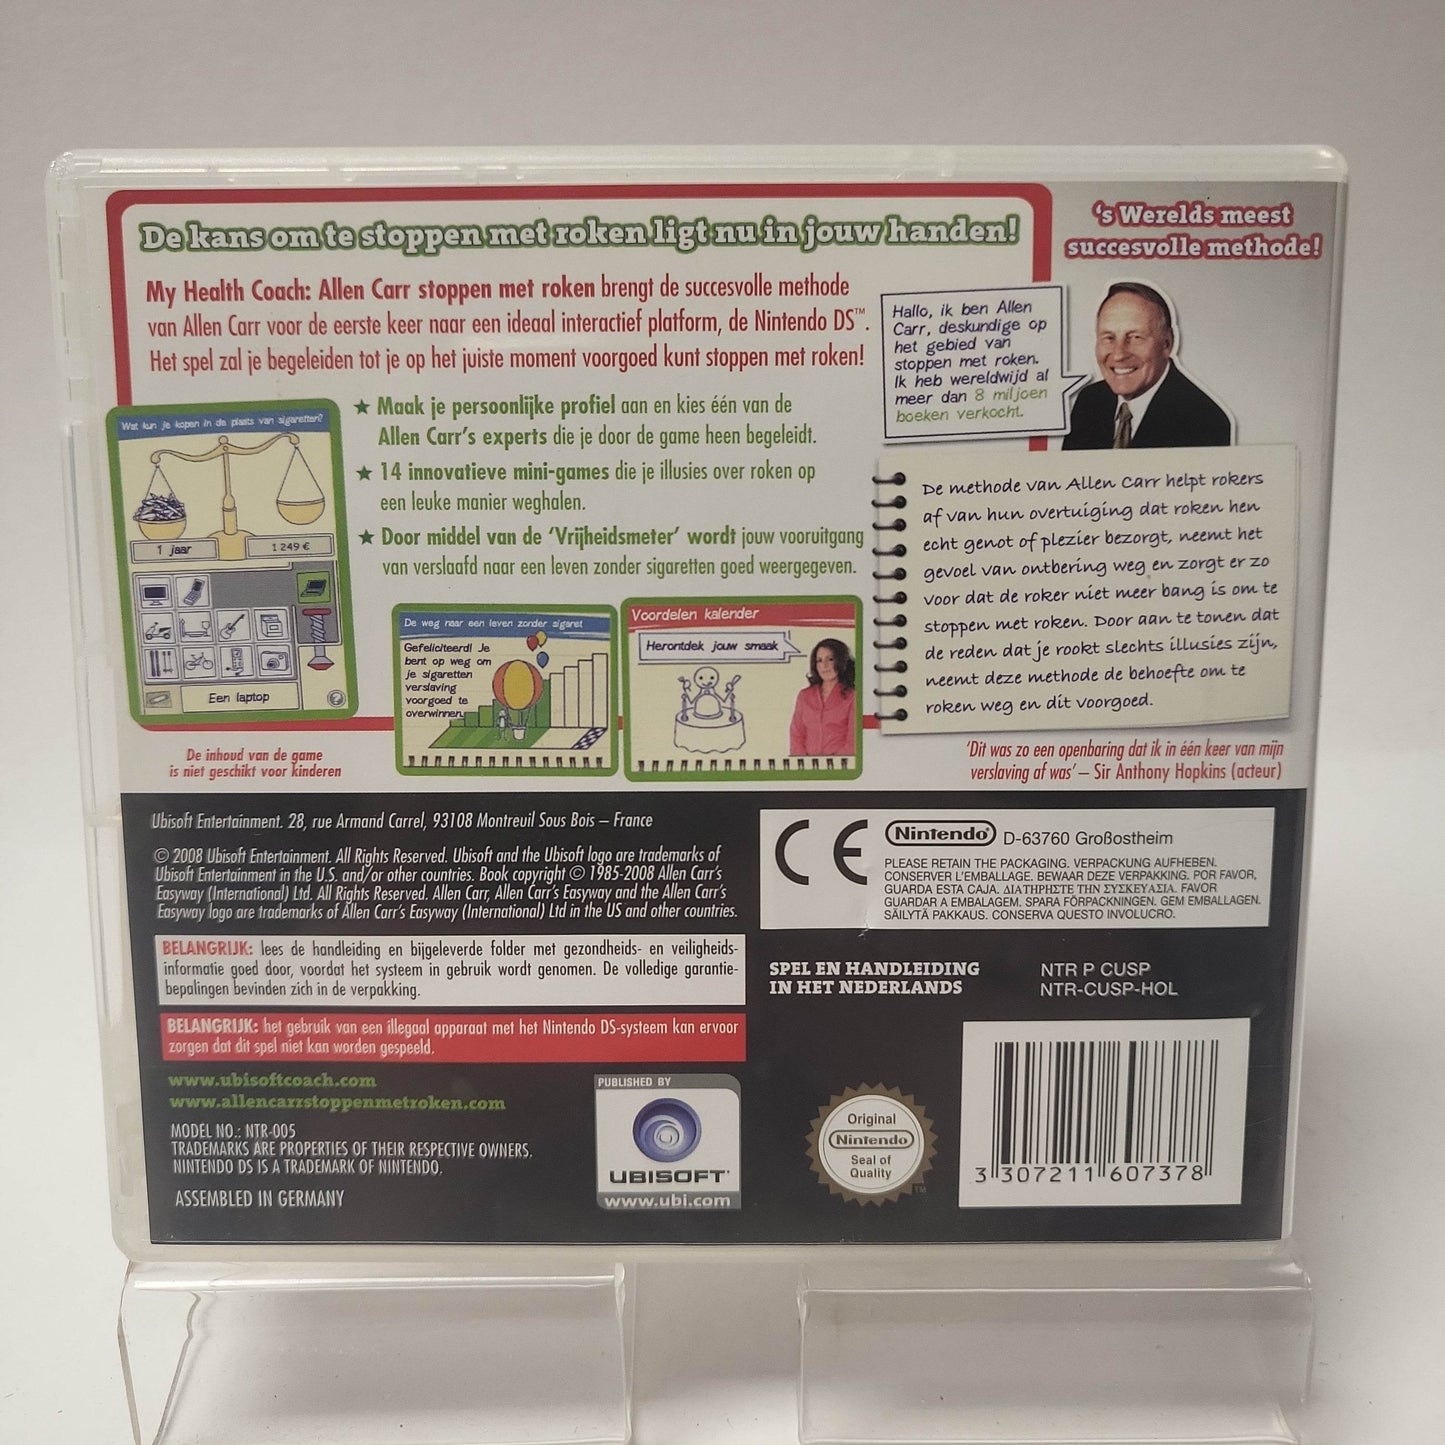 De kans om te stoppen met roken ligt nu in jouw handen!
's Werelds meest
succesvolle methode!
My Health Coach: Allen Carr stoppen met roken brengt de succesvolle methode
van Allen Carr voor de eerste keer naar een ideaal interactief platform, de Nintendo DS™.
Het spel zal je begeleiden tot je op het juiste moment voorgoed kunt stoppen met roken!
Hallo, ik ben Allen
Carr, deskundige op
het gebied van
stoppen met roken.
Ik heb wereldwijd al
meer dan 8 miljoen
boeken verkocht.
★ Maak je persoonlijke profiel aan en kies één van de
Allen Carr's experts die je door de game heen begeleidt.
★ 14 innovatieve mini-games die je illusies over roken op
een leuke manier weghalen.
★ Door middel van de 'Vrijheidsmeter' wordt jouw vooruitgang
van verslaafd naar een leven zonder sigaretten goed weergegeven.
Wat kun je kopen in de plaats van sigaretten?
1 jaar
1 249 €
Een laptop
?
De weg naar een leven zonder sigaret
Gefeliciteerd! Je
bent op weg om
je sigaretten
verslaving
voorgoed te
overwinnen.
Voordelen kalender
Herontdek jouw smaak
De methode van Allen Carr helpt rokers
af van hun overtuiging dat roken hen
echt genot of plezier bezorgt, neemt het
gevoel van ontbering weg en zorgt er zo
voor dat de roker niet meer bang is om te
stoppen met roken. Door aan te tonen dat
de reden dat je rookt slechts illusies zijn,
neemt deze methode de behoefte om te
roken weg en dit voorgoed.
De inhoud van de game
is niet geschikt voor kinderen
'Dit was zo een openbaring dat ik in één keer van mijn
verslaving af was' – Sir Anthony Hopkins (acteur)
Ubisoft Entertainment. 28, rue Armand Carrel, 93108 Montreuil Sous Bois – France
© 2008 Ubisoft Entertainment. All Rights Reserved. Ubisoft and the Ubisoft logo are trademarks of
Ubisoft Entertainment in the U.S. and/or other countries. Book copyright © 1985-2008 Allen Carr's
Easyway (International) Ltd. All Rights Reserved. Allen Carr, Allen Carr's Easyway and the Allen Carr's
Easyway logo are trademarks of Allen Carr's Easyway (International) Ltd in the US and other countries.
CE
Nintendo D-63760 Großostheim
PLEASE RETAIN THE PACKAGING. VERPACKUNG AUFHEBEN.
CONSERVER L'EMBALLAGE. BEWAAR DEZE VERPAKKING. POR FAVOR,
GUARDA ESTA CAJA. ΔΙΑΤΗΡΗΣΤΕ ΤΗΝ ΣΥΣΚΕΥΑΣΙΑ. FAVOR
GUARDAR A EMBALAGEM. SPARA FÖRPACKNINGEN. GEM EMBALLAGEN.
SÄILYTÄ PAKKAUS. CONSERVA QUESTO INVOLUCRO.
BELANGRIJK: lees de handleiding en bijgeleverde folder met gezondheids- en veiligheids-
informatie goed door, voordat het systeem in gebruik wordt genomen. De volledige garantie-
bepalingen bevinden zich in de verpakking.
SPEL EN HANDLEIDING
IN HET NEDERLANDS
NTR P CUSP
NTR-CUSP-HOL
BELANGRIJK: het gebruik van een illegaal apparaat met het Nintendo DS-systeem kan ervoor
zorgen dat dit spel niet kan worden gespeeld.
www.ubisoftcoach.com
www.allencarrstoppenmetroken.com
MODEL NO.: NTR-005
TRADEMARKS ARE PROPERTIES OF THEIR RESPECTIVE OWNERS.
NINTENDO DS IS A TRADEMARK OF NINTENDO.
ASSEMBLED IN GERMANY
PUBLISHED BY
UBISOFT
www.ubi.com
Original
Nintendo
Seal of
Quality
TM
3 307211 607378